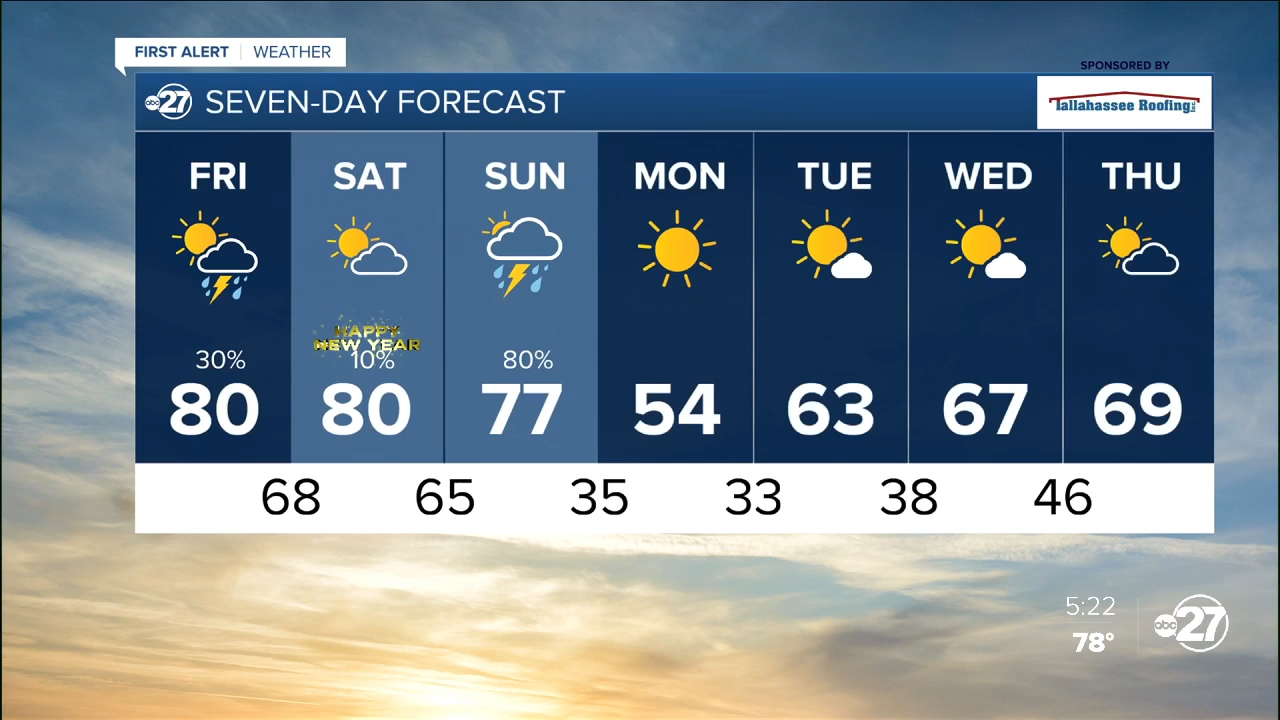 FIRST ALERT | WEATHER
SPONSORED BY
abc 27 SEVEN-DAY FORECAST
Tallahassee Roofing Inc.
FRI SAT SUN MON TUE WED THU
HAPPY
NEW YEAR
30% 10% 80%
80 80 77 54 63 67 69
68 65 35 33 38 46
5:22
78°
abc 27